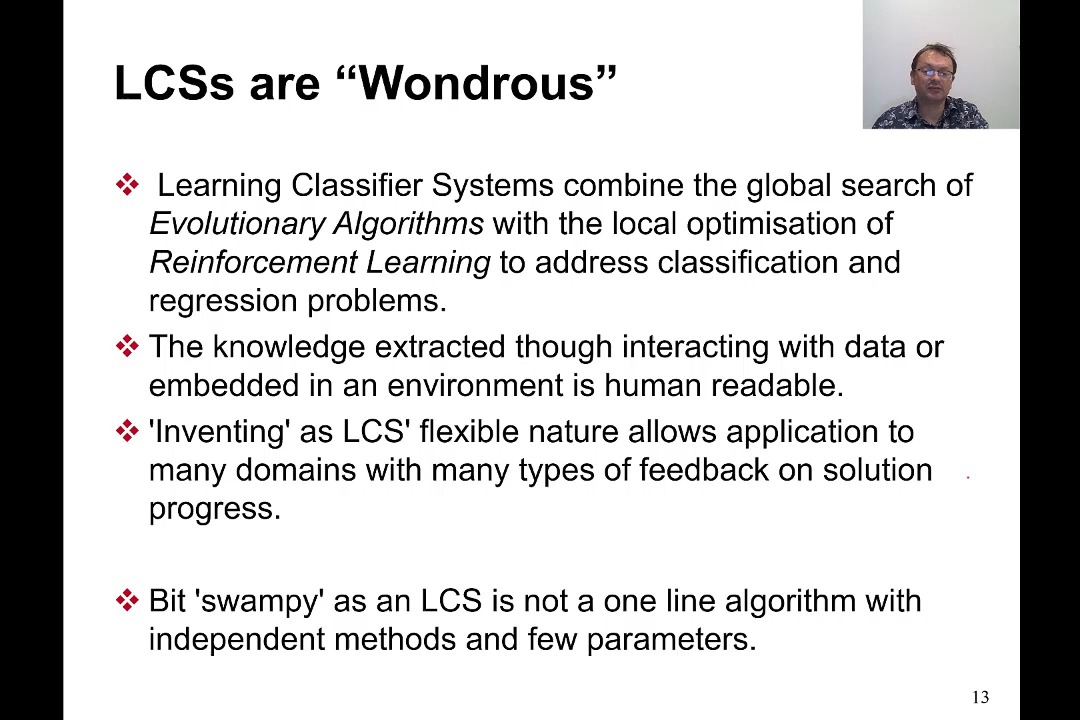 LCSs are “Wondrous”
❖ Learning Classifier Systems combine the global search of
Evolutionary Algorithms with the local optimisation of
Reinforcement Learning to address classification and
regression problems.
❖ The knowledge extracted though interacting with data or
embedded in an environment is human readable.
❖ 'Inventing' as LCS' flexible nature allows application to
many domains with many types of feedback on solution
progress.
❖ Bit 'swampy' as an LCS is not a one line algorithm with
independent methods and few parameters.
13